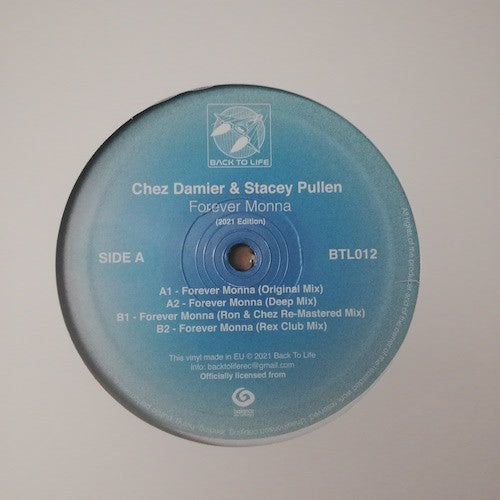 BACK TO LIFE
Chez Damier & Stacey Pullen
Forever Monna
(2021 Edition)
SIDE A
BTL012
A1 - Forever Monna (Original Mix)
A2 - Forever Monna (Deep Mix)
B1 - Forever Monna (Ron & Chez Re-Mastered Mix)
B2 - Forever Monna (Rex Club Mix)
This vinyl made in EU © 2021 Back To Life
info: backtoliferec@gmail.com
Officially licensed from
balance